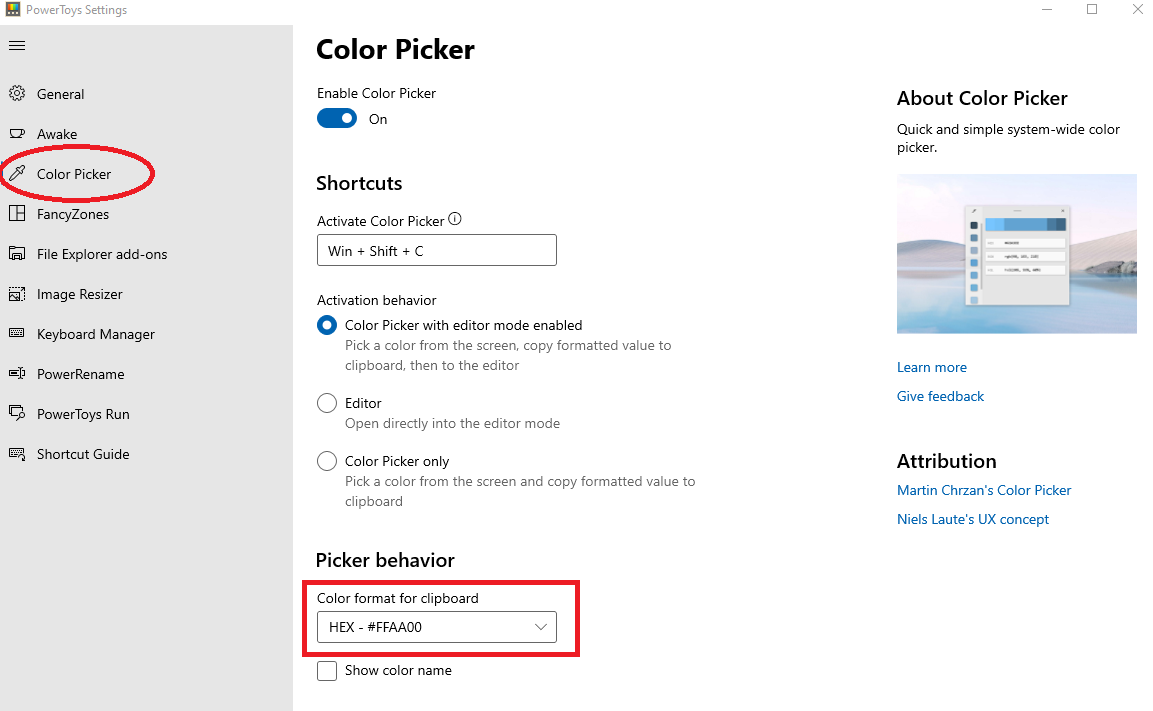 PowerToys Settings
General
Awake
Color Picker
FancyZones
File Explorer add-ons
Image Resizer
Keyboard Manager
PowerRename
PowerToys Run
Shortcut Guide
Color Picker
Enable Color Picker
On
Shortcuts
Activate Color Picker
Win + Shift + C
Activation behavior
Color Picker with editor mode enabled
Pick a color from the screen, copy formatted value to
clipboard, then to the editor
Editor
Open directly into the editor mode
Color Picker only
Pick a color from the screen and copy formatted value to
clipboard
Picker behavior
Color format for clipboard
HEX - #FFAA00
Show color name
About Color Picker
Quick and simple system-wide color
picker.
Learn more
Give feedback
Attribution
Martin Chrzan's Color Picker
Niels Laute's UX concept